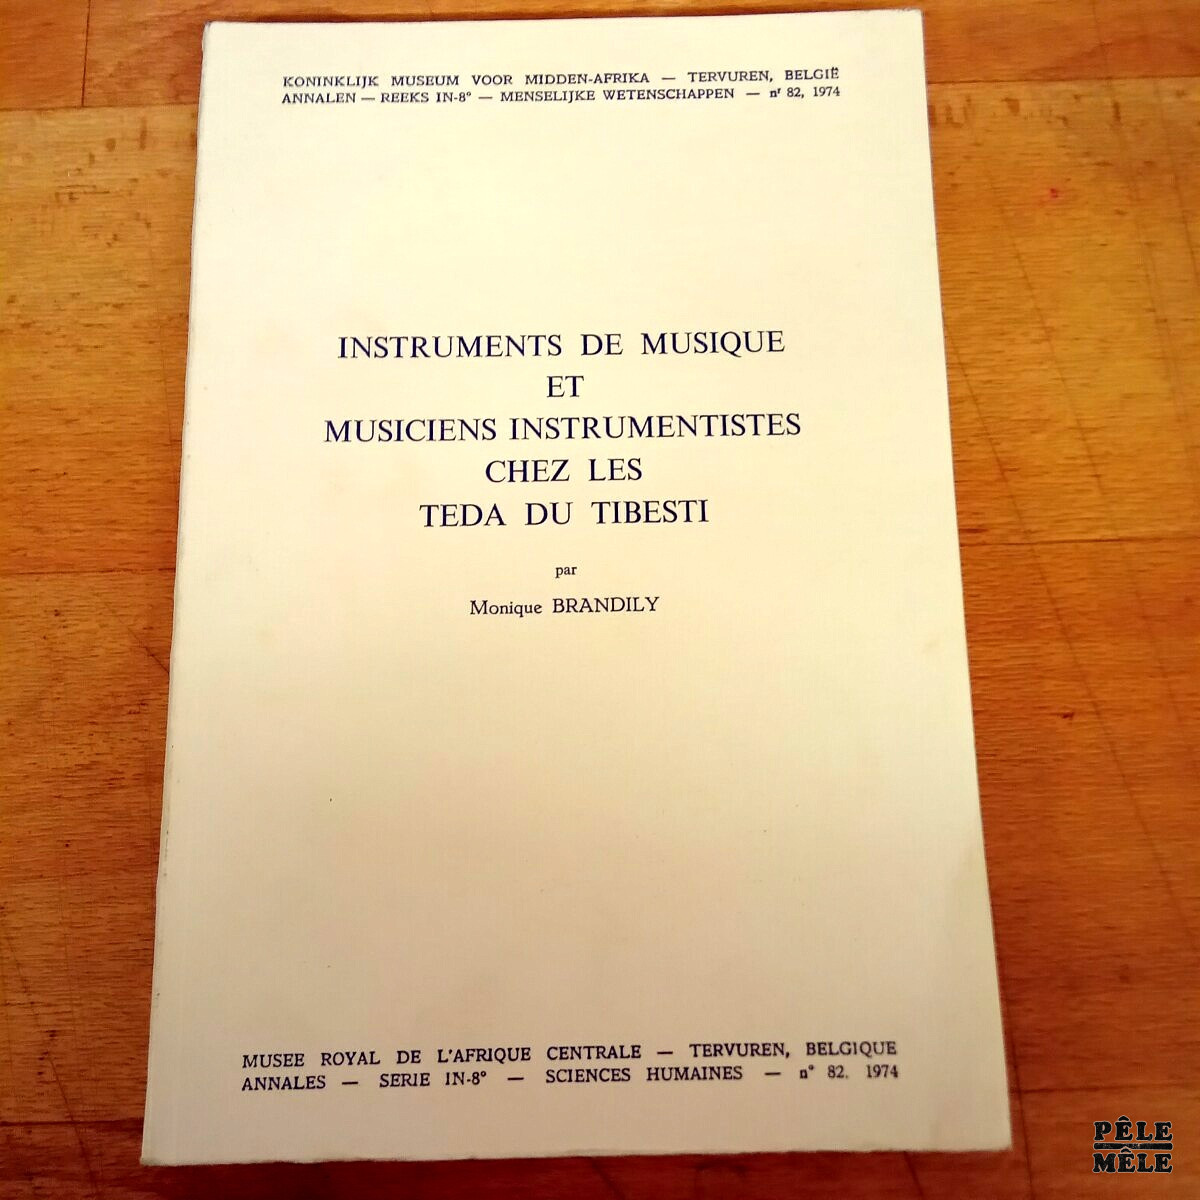 KONINKLIJK MUSEUM VOOR MIDDEN-AFRIKA — TERVUREN, BELGIË
ANNALEN — REEKS IN-8° — MENSELIJKE WETENSCHAPPEN — nr 82, 1974
INSTRUMENTS DE MUSIQUE
ET
MUSICIENS INSTRUMENTISTES
CHEZ LES
TEDA DU TIBESTI
par
Monique BRANDILY
MUSEE ROYAL DE L'AFRIQUE CENTRALE — TERVUREN, BELGIQUE
ANNALES — SERIE IN-8° — SCIENCES HUMAINES — n° 82. 1974
PÊLE
MÊLE